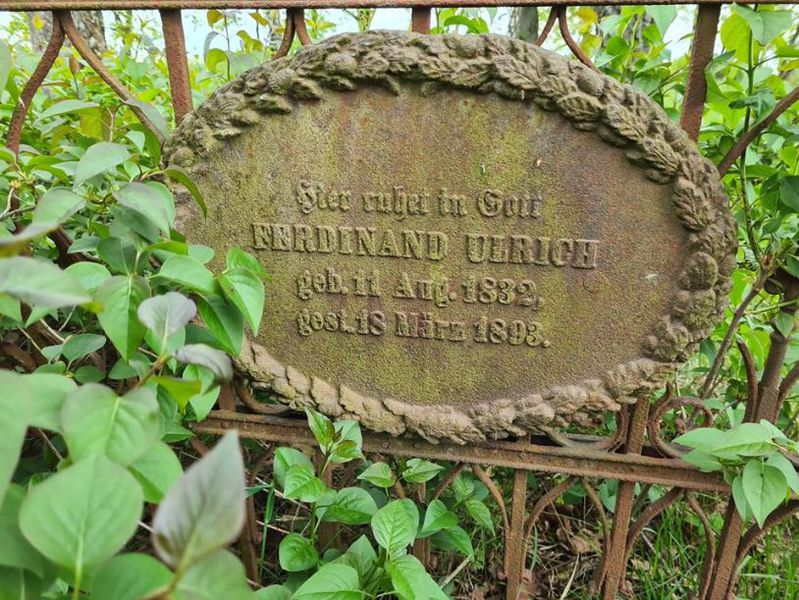 Hier ruhet in Gott
FERDINAND ULRICH
geb. 11 Aug. 1832,
gest. 18 März 1893.